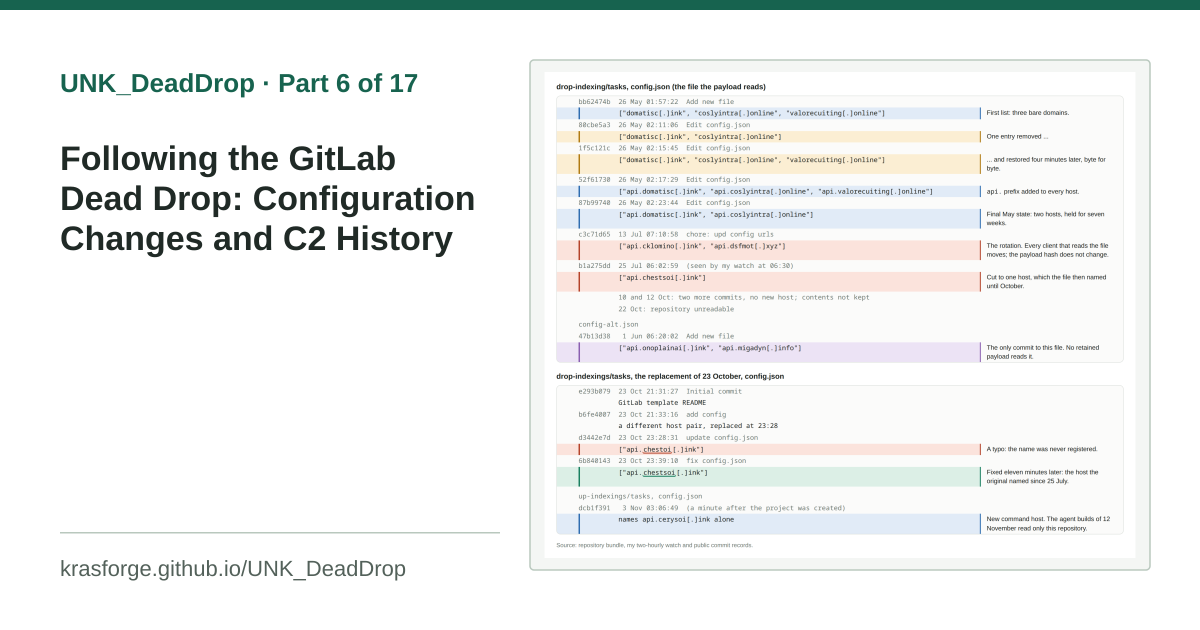 UNK_DeadDrop · Part 6 of 17
Following the GitLab
Dead Drop: Configuration
Changes and C2 History
krasforge.github.io/UNK_DeadDrop
drop-indexing/tasks, config.json (the file the payload reads)
bb62474b 26 May 01:57:22 Add new file
["domatisc[.]ink", "coslyintra[.]online", "valorecuiting[.]online"]
First list: three bare domains.
80cbe5a3 26 May 02:11:06 Edit config.json
["domatisc[.]ink", "coslyintra[.]online"]
One entry removed ...
1f5c121c 26 May 02:15:45 Edit config.json
["domatisc[.]ink", "coslyintra[.]online", "valorecuiting[.]online"]
... and restored four minutes later, byte for
byte.
52f61730 26 May 02:17:29 Edit config.json
["api.domatisc[.]ink", "api.coslyintra[.]online", "api.valorecuiting[.]online"]
api. prefix added to every host.
87b99740 26 May 02:23:44 Edit config.json
["api.domatisc[.]ink", "api.coslyintra[.]online"]
Final May state: two hosts, held for seven
weeks.
c3c71d65 13 Jul 07:10:58 chore: upd config urls
["api.cklomino[.]ink", "api.dsfmot[.]xyz"]
The rotation. Every client that reads the file
moves; the payload hash does not change.
b1a275dd 25 Jul 06:02:59 (seen by my watch at 06:30)
["api.chestsoi[.]ink"]
Cut to one host, which the file then named
until October.
10 and 12 Oct: two more commits, no new host; contents not kept
22 Oct: repository unreadable
config-alt.json
47b13d38 1 Jun 06:20:02 Add new file
["api.onoplainai[.]ink", "api.migadyn[.]info"]
The only commit to this file. No retained
payload reads it.
drop-indexings/tasks, the replacement of 23 October, config.json
e293b079 23 Oct 21:31:27 Initial commit
GitLab template README
b6fe4007 23 Oct 21:33:16 add config
a different host pair, replaced at 23:28
d3442e7d 23 Oct 23:28:31 update config.json
["api.chestoi[.]ink"]
A typo: the name was never registered.
6b840143 23 Oct 23:39:10 fix config.json
["api.chestsoi[.]ink"]
Fixed eleven minutes later: the host the
original named since 25 July.
up-indexings/tasks, config.json
dcb1f391 3 Nov 03:06:49 (a minute after the project was created)
names api.cerysoi[.]ink alone
New command host. The agent builds of 12
November read only this repository.
Source: repository bundle, my two-hourly watch and public commit records.